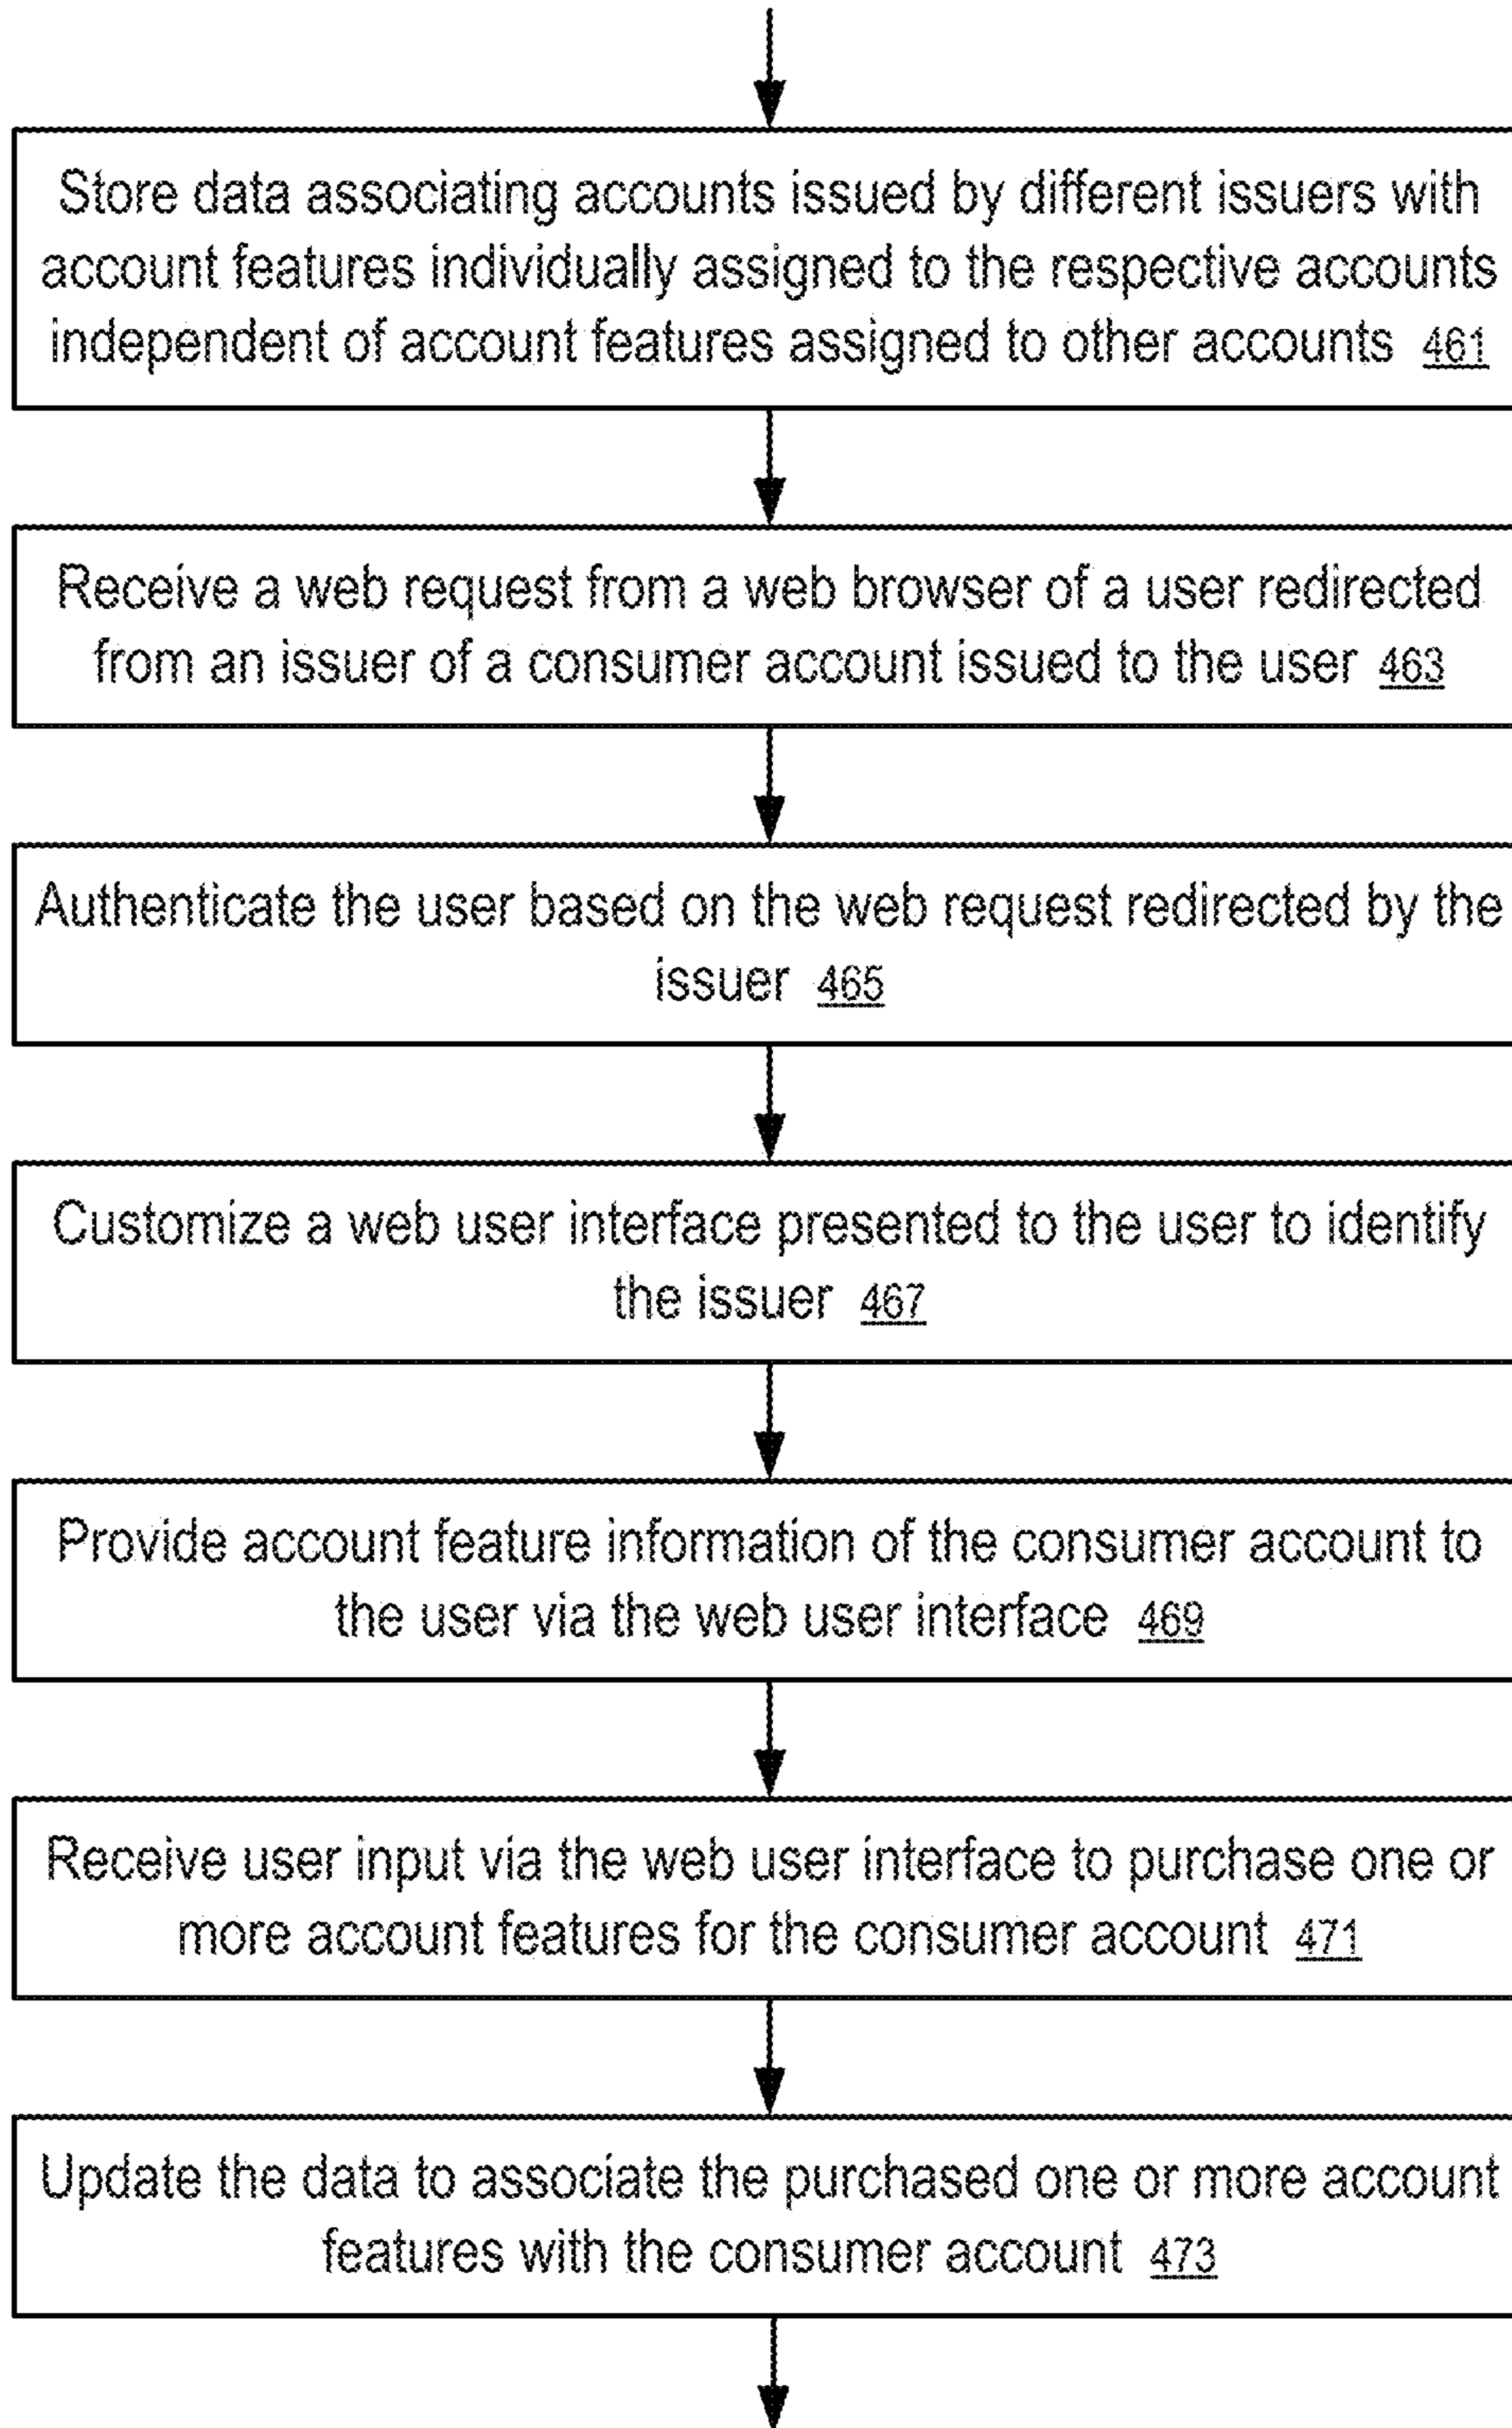 Store data associating accounts issued by different issuers with
account features individually assigned to the respective accounts
independent of account features assigned to other accounts 461
Receive a web request from a web browser of a user redirected
from an issuer of a consumer account issued to the user 463
Authenticate the user based on the web request redirected by the
issuer 465
Customize a web user interface presented to the user to identify
the issuer 467
Provide account feature information of the consumer account to
the user via the web user interface 469
Receive user input via the web user interface to purchase one or
more account features for the consumer account 471
Update the data to associate the purchased one or more account
features with the consumer account 473